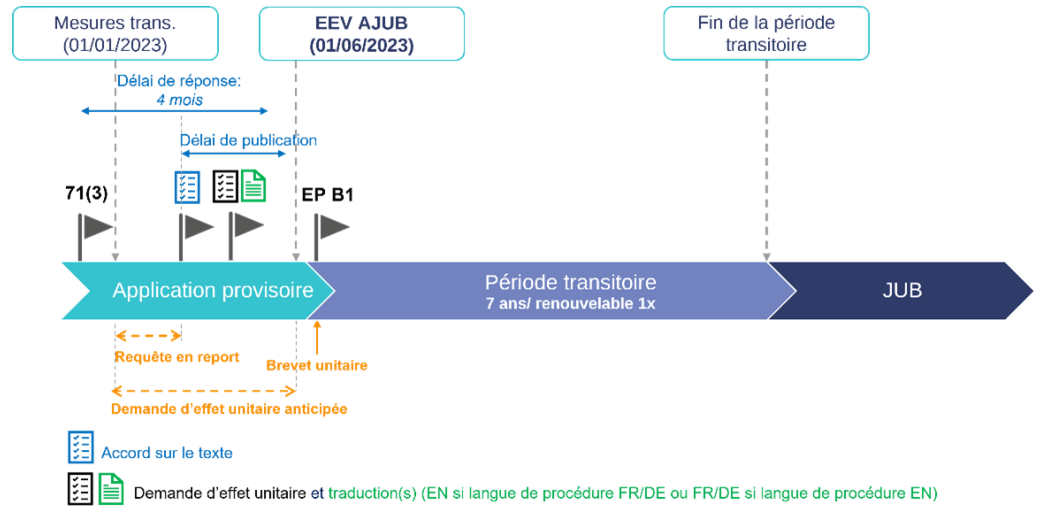 Mesures trans.
(01/01/2023)
EEV AJUB
(01/06/2023)
Fin de la période
transitoire
Délai de réponse:
4 mois
Délai de publication
71(3)
EP B1
Application provisoire
Période transitoire
7 ans/ renouvelable 1x
JUB
Requête en report
Brevet unitaire
Demande d'effet unitaire anticipée
Accord sur le texte
Demande d'effet unitaire et traduction(s) (EN si langue de procédure FR/DE ou FR/DE si langue de procédure EN)